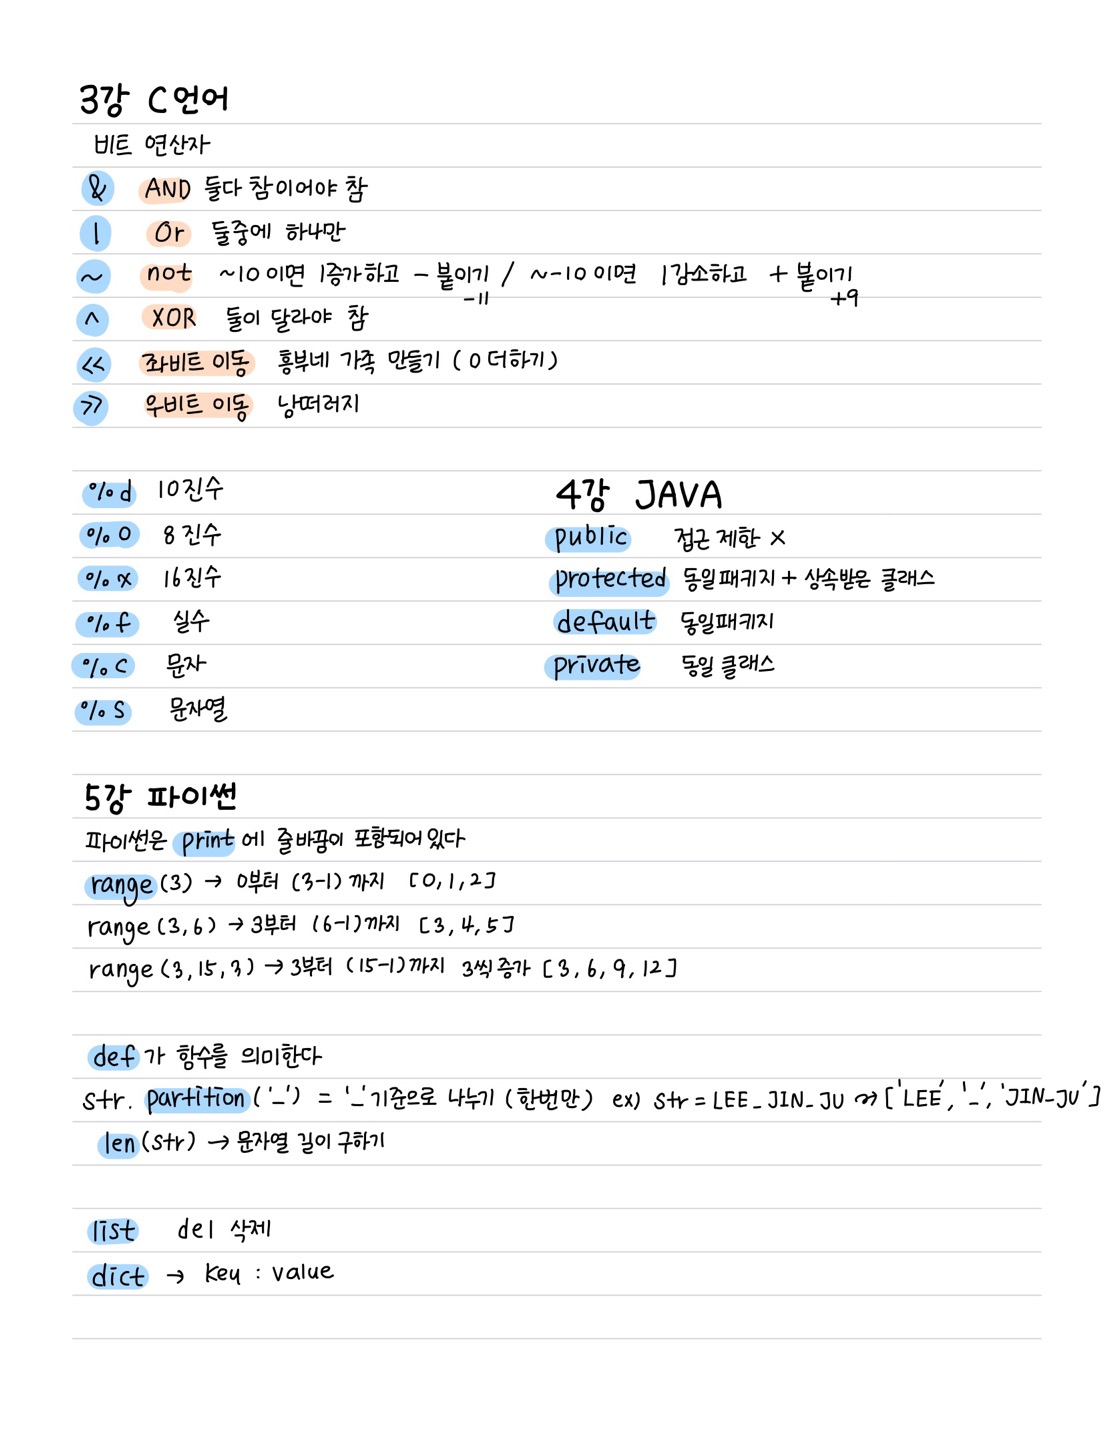 3강 C언어
비트 연산자
& AND 둘다 참이어야 참
| Or 둘중에 하나만
~ not ~10 이면 1증가하고 - 붙이기 / ~-10 이면 1감소하고 + 붙이기
-11 +9
^ XOR 둘이 달라야 참
<< 좌비트 이동 흥부네 가족 만들기 (0 더하기)
>> 우비트 이동 낭떠러지
%d 10진수
%o 8진수
%x 16진수
%f 실수
%c 문자
%s 문자열
4강 JAVA
public 접근 제한 X
protected 동일패키지 + 상속받은 클래스
default 동일패키지
private 동일 클래스
5강 파이썬
파이썬은 print에 줄바꿈이 포함되어 있다
range(3) → 0부터 (3-1)까지 [0,1,2]
range(3,6) → 3부터 (6-1)까지 [3,4,5]
range(3,15,3) → 3부터 (15-1)까지 3씩 증가 [3,6,9,12]
def가 함수를 의미한다
str.partition('_') = '_'기준으로 나누기 (한번만) ex) str = LEE_JIN_JU ↝ ['LEE', '_', 'JIN_JU']
len(str) → 문자열 길이 구하기
list del 삭제
dict → key : value